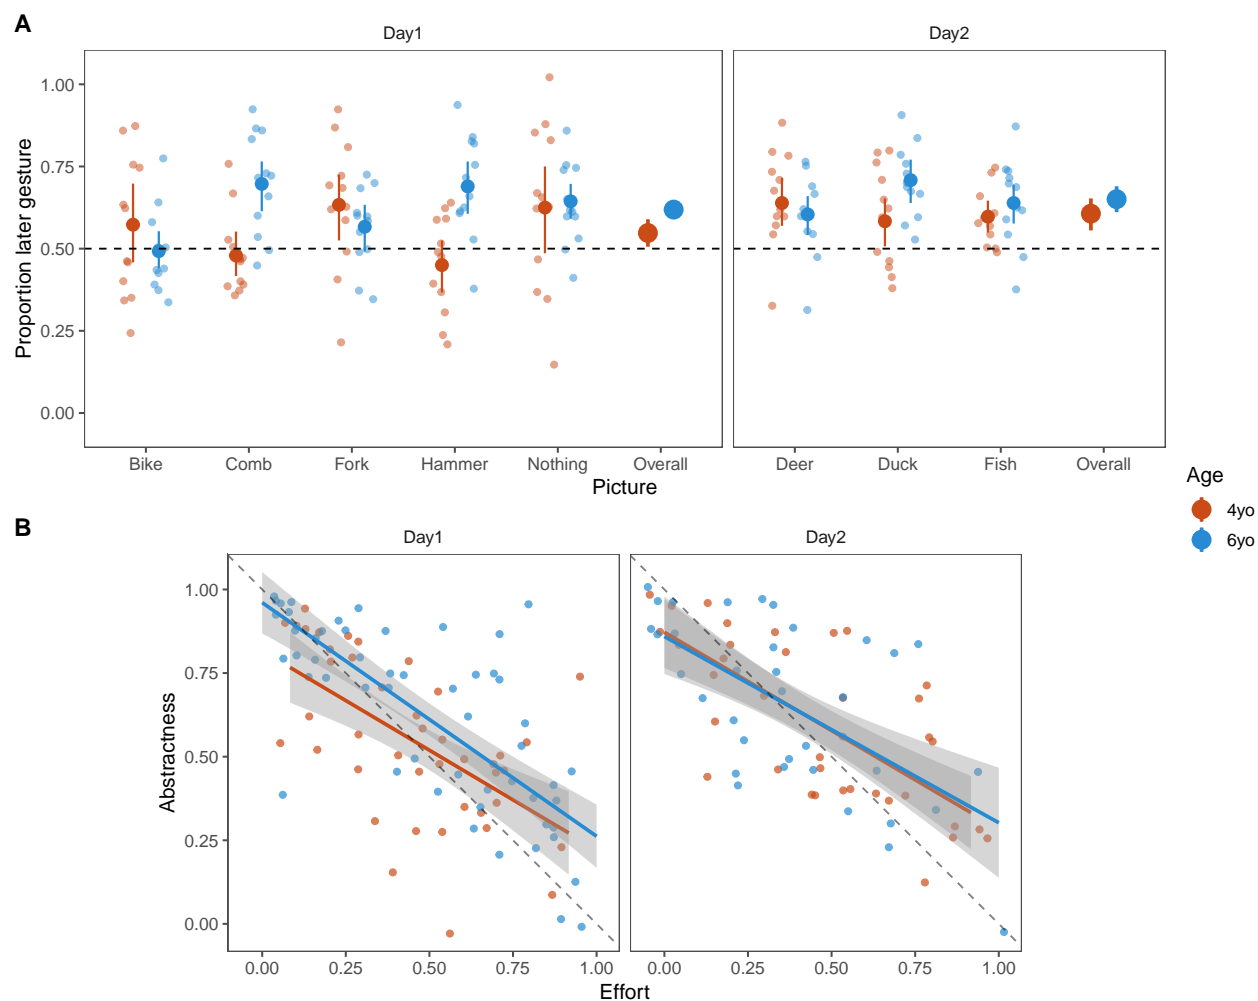 A
Day1 Day2
Proportion later gesture
1.00
0.75
0.50
0.25
0.00
Bike Comb Fork Hammer Nothing Overall Deer Duck Fish Overall
Picture
Age
4yo
6yo
B
Day1 Day2
Abstractness
1.00
0.75
0.50
0.25
0.00
0.00 0.25 0.50 0.75 1.00 0.00 0.25 0.50 0.75 1.00
Effort